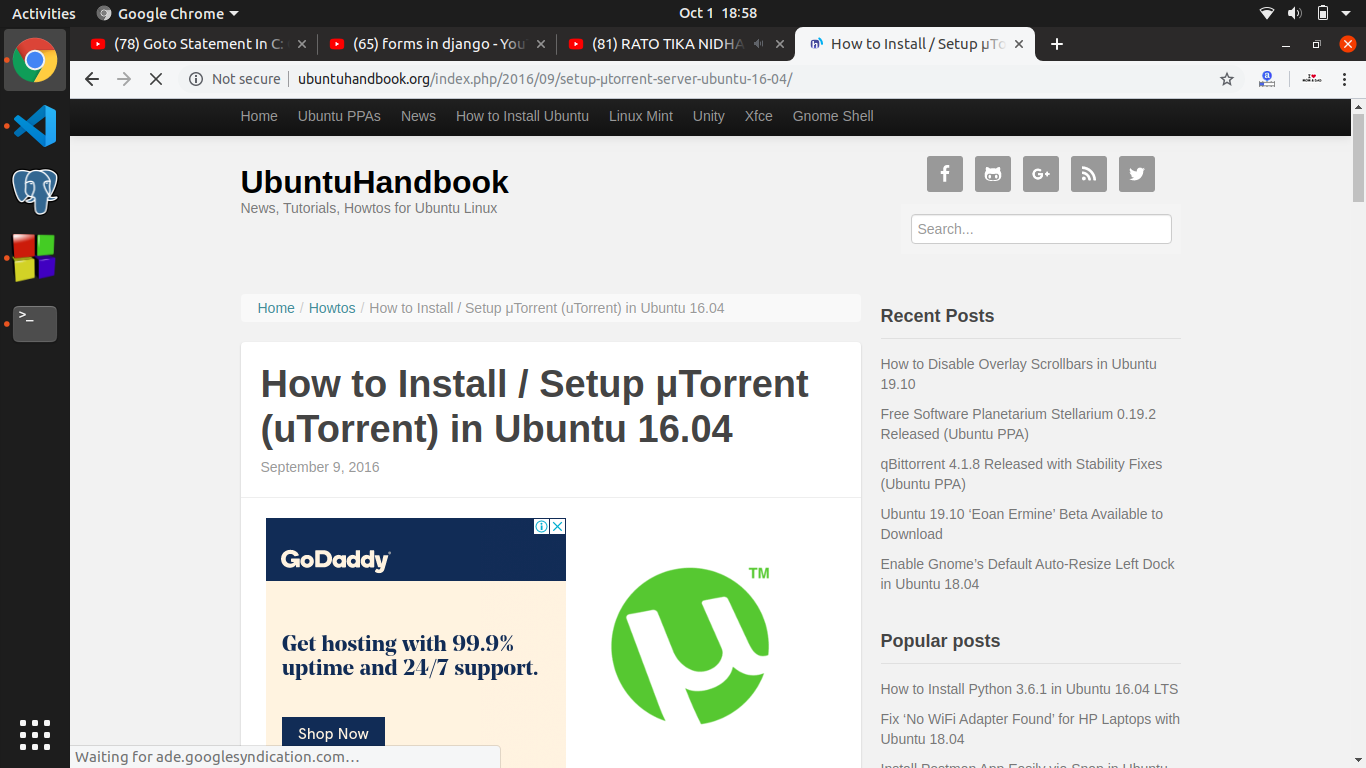 Activities
Google Chrome
Oct 1 18:58
(78) Goto Statement In C:
(65) forms in django - You
(81) RATO TIKA NIDHA
How to Install / Setup µTo
Not secure
ubuntuhandbook.org/index.php/2016/09/setup-µtorrent-server-ubuntu-16-04/
Home
Ubuntu PPAs
News
How to Install Ubuntu
Linux Mint
Unity
Xfce
Gnome Shell
UbuntuHandbook
News, Tutorials, Howtos for Ubuntu Linux
Search...
Home / Howtos / How to Install / Setup µTorrent (uTorrent) in Ubuntu 16.04
How to Install / Setup µTorrent
(uTorrent) in Ubuntu 16.04
September 9, 2016
GoDaddy
Get hosting with 99.9%
uptime and 24/7 support.
Shop Now
µ
TM
Recent Posts
How to Disable Overlay Scrollbars in Ubuntu
19.10
Free Software Planetarium Stellarium 0.19.2
Released (Ubuntu PPA)
qBittorrent 4.1.8 Released with Stability Fixes
(Ubuntu PPA)
Ubuntu 19.10 ‘Eoan Ermine’ Beta Available to
Download
Enable Gnome’s Default Auto-Resize Left Dock
in Ubuntu 18.04
Popular posts
How to Install Python 3.6.1 in Ubuntu 16.04 LTS
Fix ‘No WiFi Adapter Found’ for HP Laptops with
Ubuntu 18.04
Install Postman App Easily via Snap in Ubuntu
Waiting for ade.googlesyndication.com…